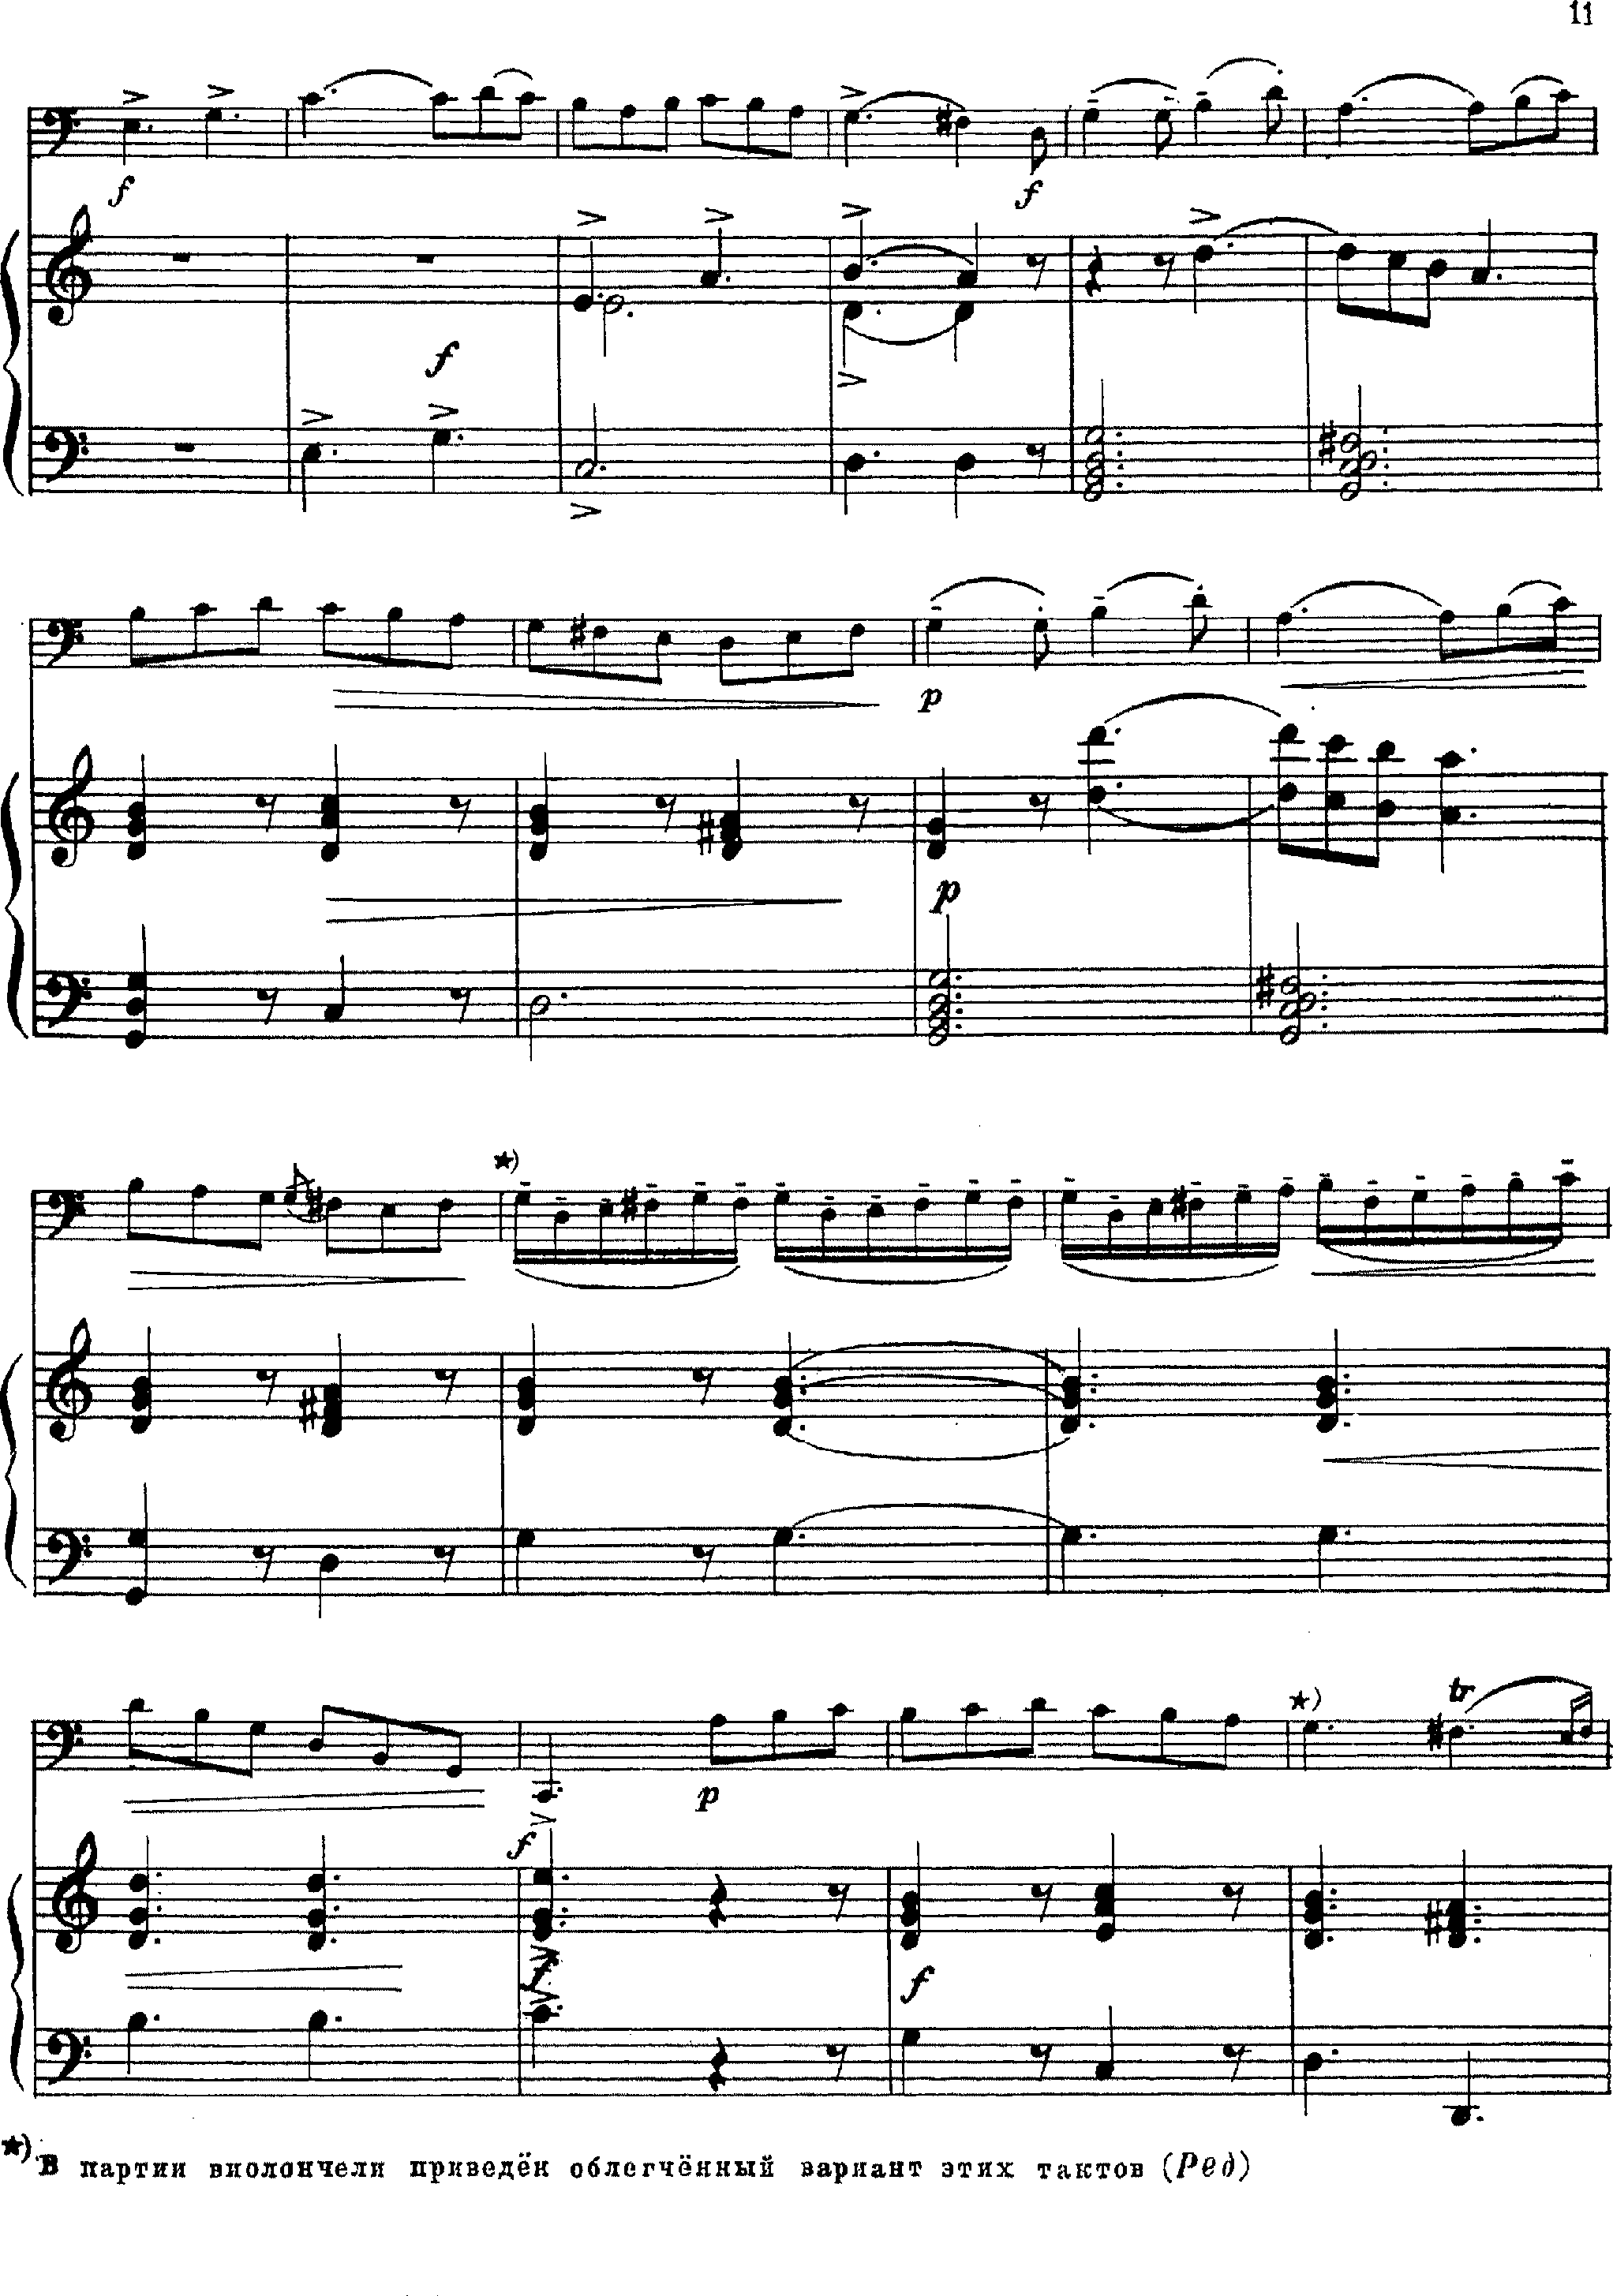 11
f
f
f
p
p
★)
★)
tr
p
f
f
f
★) В партии виолончели приведён облегчённый вариант этих тактов (Ред)